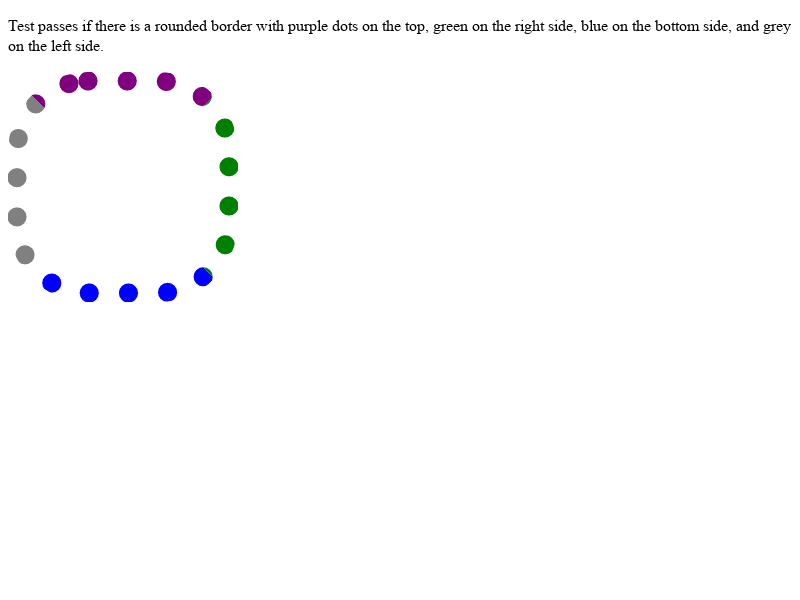 Test passes if there is a rounded border with purple dots on the top, green on the right side, blue on the bottom side, and grey
on the left side.